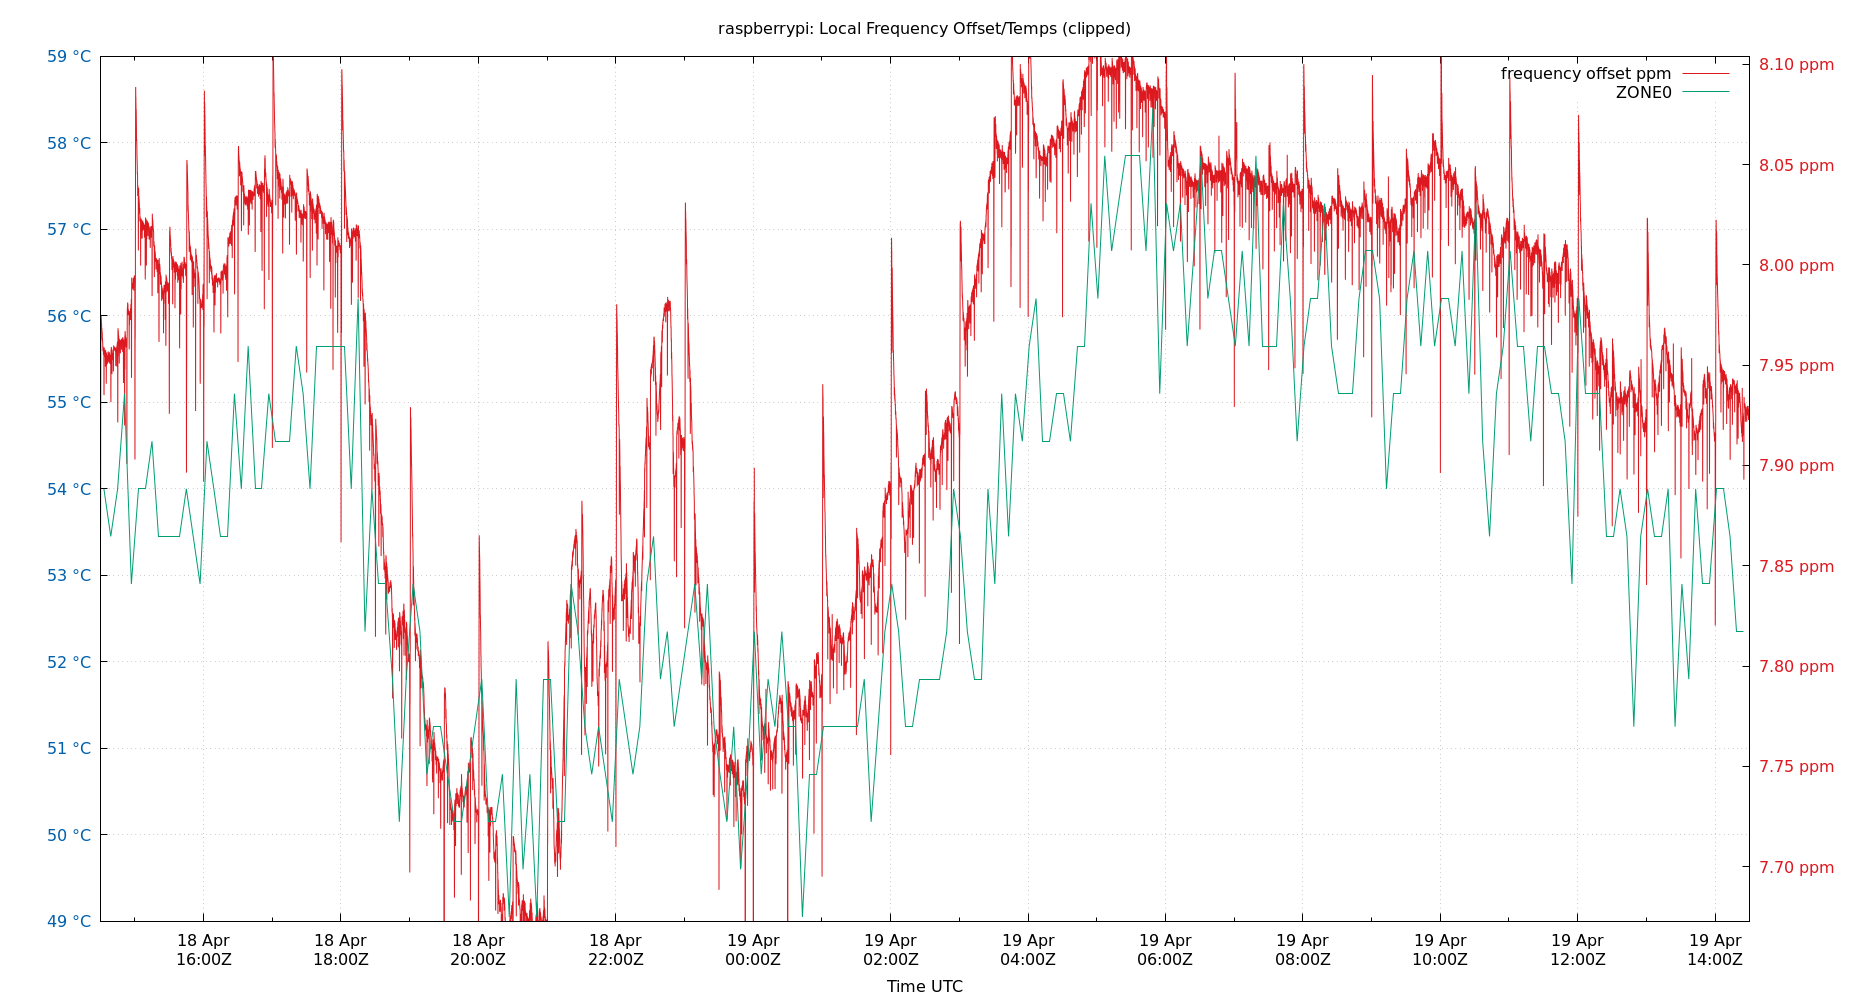 raspberrypi: Local Frequency Offset/Temps (clipped)
frequency offset ppm
ZONE0
59 °C
58 °C
57 °C
56 °C
55 °C
54 °C
53 °C
52 °C
51 °C
50 °C
49 °C
8.10 ppm
8.05 ppm
8.00 ppm
7.95 ppm
7.90 ppm
7.85 ppm
7.80 ppm
7.75 ppm
7.70 ppm
18 Apr
16:00Z
18 Apr
18:00Z
18 Apr
20:00Z
18 Apr
22:00Z
19 Apr
00:00Z
19 Apr
02:00Z
19 Apr
04:00Z
19 Apr
06:00Z
19 Apr
08:00Z
19 Apr
10:00Z
19 Apr
12:00Z
19 Apr
14:00Z
Time UTC